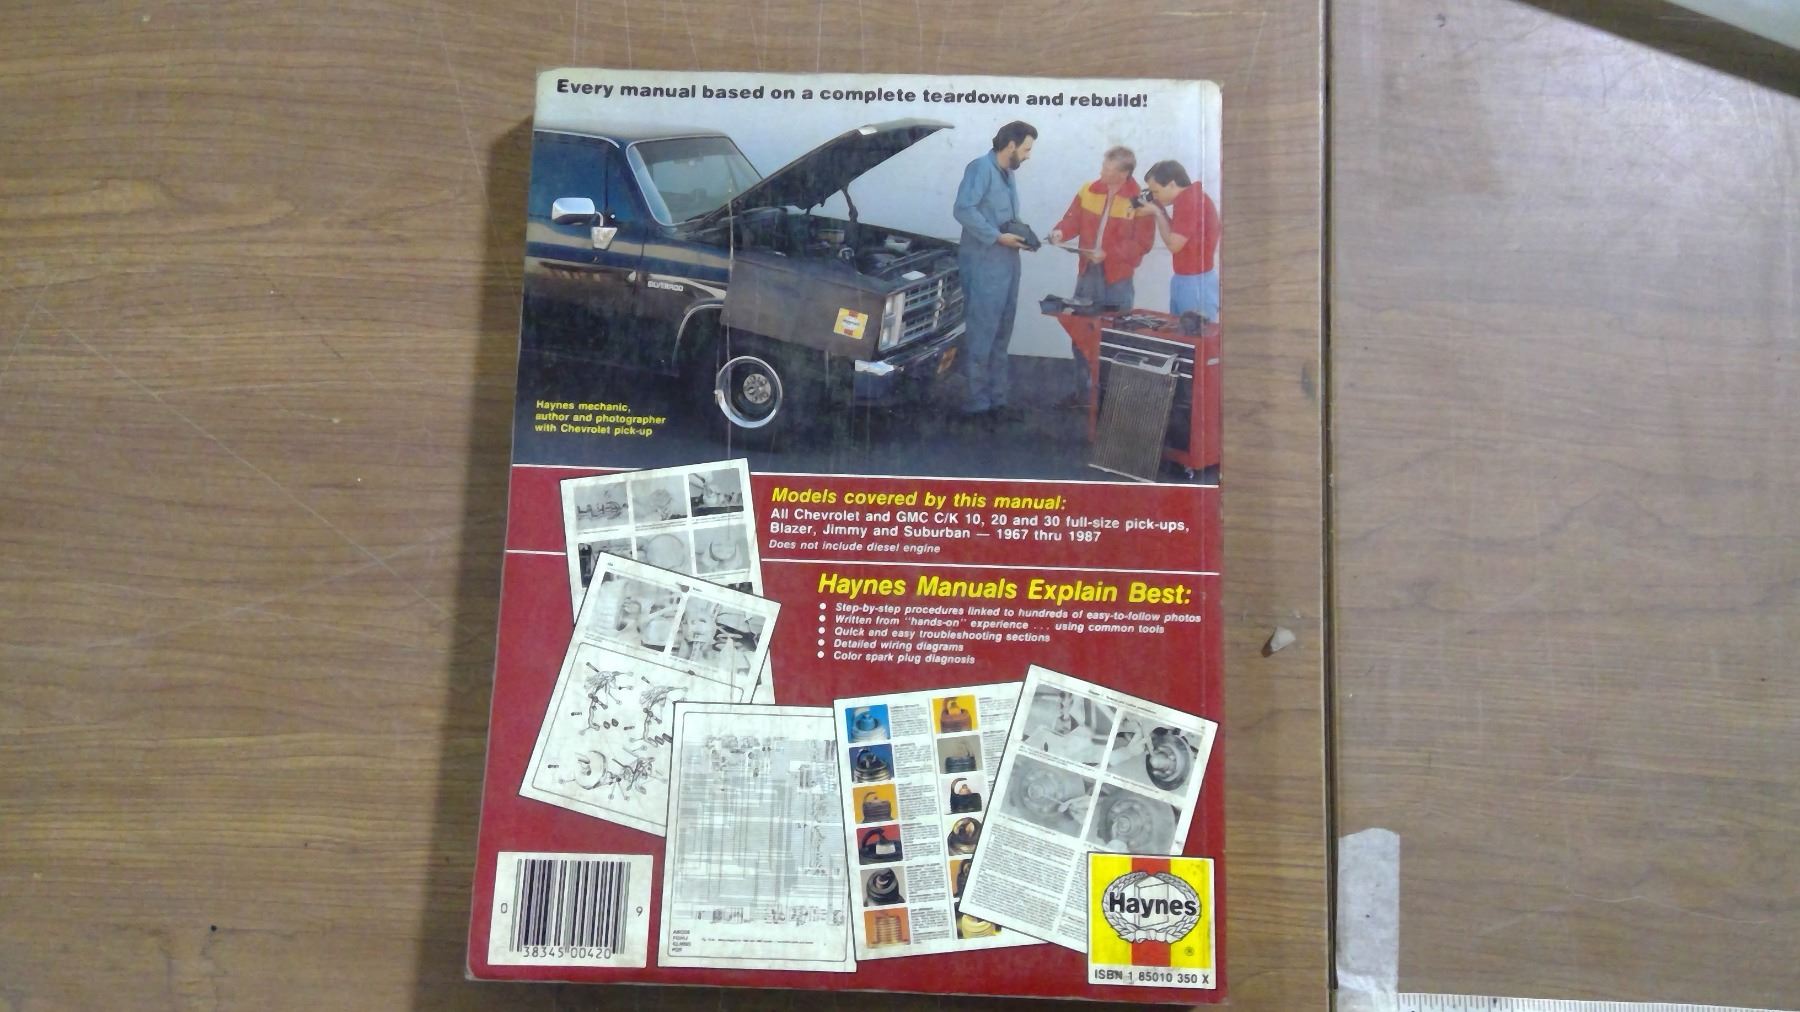 Every manual based on a complete teardown and rebuild!
SILVERADO
Haynes mechanic,
author and photographer
with Chevrolet pick-up
Models covered by this manual:
All Chevrolet and GMC C/K 10, 20 and 30 full-size pick-ups,
Blazer, Jimmy and Suburban — 1967 thru 1987
Does not include diesel engine
Haynes Manuals Explain Best:
● Step-by-step procedures linked to hundreds of easy-to-follow photos
● Written from "hands-on" experience . . . using common tools
● Quick and easy troubleshooting sections
● Detailed wiring diagrams
● Color spark plug diagnosis
0 38345 00420 9
Haynes
®
ISBN 1 85010 350 X